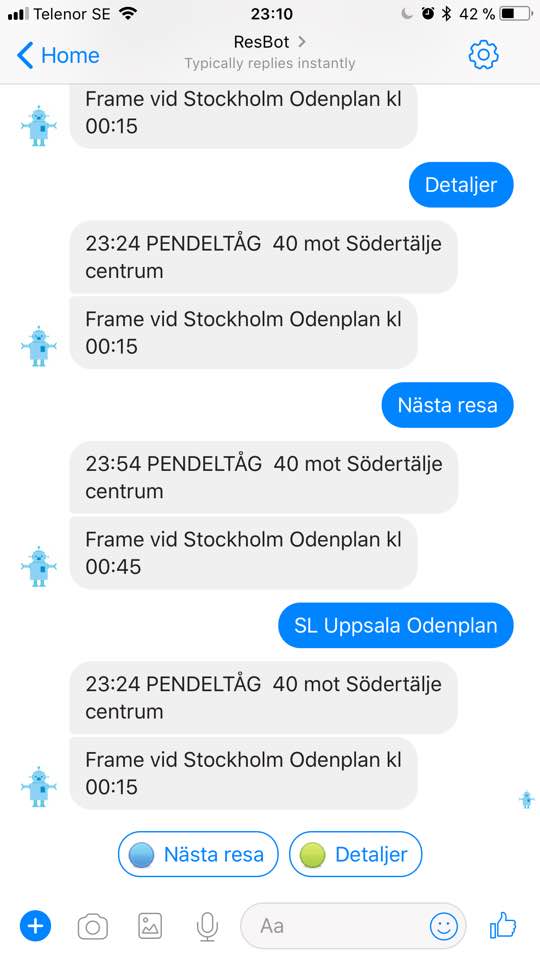 Telenor SE
23:10
42 %
Home
ResBot
Typically replies instantly
Frame vid Stockholm Odenplan kl
00:15
Detaljer
23:24 PENDELTÅG  40 mot Södertälje
centrum
Frame vid Stockholm Odenplan kl
00:15
Nästa resa
23:54 PENDELTÅG  40 mot Södertälje
centrum
Frame vid Stockholm Odenplan kl
00:45
SL Uppsala Odenplan
23:24 PENDELTÅG  40 mot Södertälje
centrum
Frame vid Stockholm Odenplan kl
00:15
Nästa resa
Detaljer
Aa